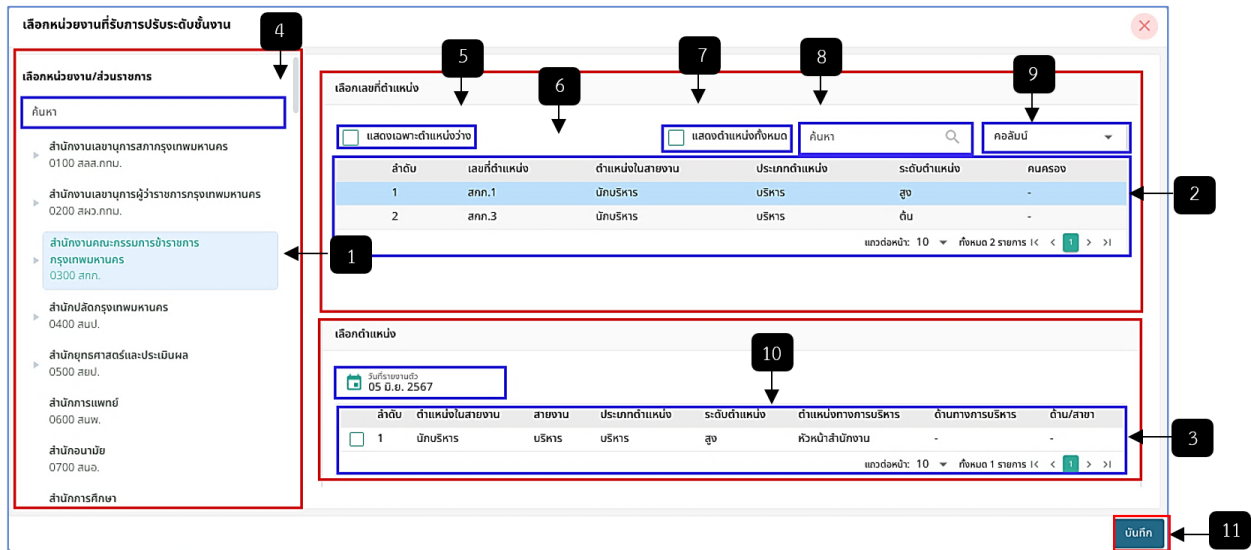 เลือกหน่วยงานที่รับการปรับระดับชั้นงาน
4
เลือกหน่วยงาน/ส่วนราชการ
ค้นหา
สำนักงานเลขานุการสภากรุงเทพมหานคร
0100 สลส.กทม.
สำนักงานเลขานุการผู้ว่าราชการกรุงเทพมหานคร
0200 สผว.กทม.
สำนักงานคณะกรรมการข้าราชการ
กรุงเทพมหานคร
0300 สกก.
1
สำนักปลัดกรุงเทพมหานคร
0400 สนป.
สำนักยุทธศาสตร์และประเมินผล
0500 สยป.
สำนักการแพทย์
0600 สนพ.
สำนักอนามัย
0700 สนอ.
สำนักการศึกษา
5
6
7
8
9
เลือกเลขที่ตำแหน่ง
แสดงเฉพาะตำแหน่งว่าง
แสดงตำแหน่งทั้งหมด
ค้นหา
คอลัมน์
ลำดับ เลขที่ตำแหน่ง ตำแหน่งในสายงาน ประเภทตำแหน่ง ระดับตำแหน่ง คนครอง
1 สกก.1 นักบริหาร บริหาร สูง -
2 สกก.3 นักบริหาร บริหาร ต้น -
แถวต่อหน้า: 10 ทั้งหมด 2 รายการ 1
2
เลือกตำแหน่ง
10
วันที่รายงานตัว
05 มิ.ย. 2567
ลำดับ ตำแหน่งในสายงาน สายงาน ประเภทตำแหน่ง ระดับตำแหน่ง ตำแหน่งทางการบริหาร ด้านทางการบริหาร ด้าน/สาขา
1 นักบริหาร บริหาร บริหาร สูง หัวหน้าสำนักงาน - -
แถวต่อหน้า: 10 ทั้งหมด 1 รายการ 1
3
บันทึก
11